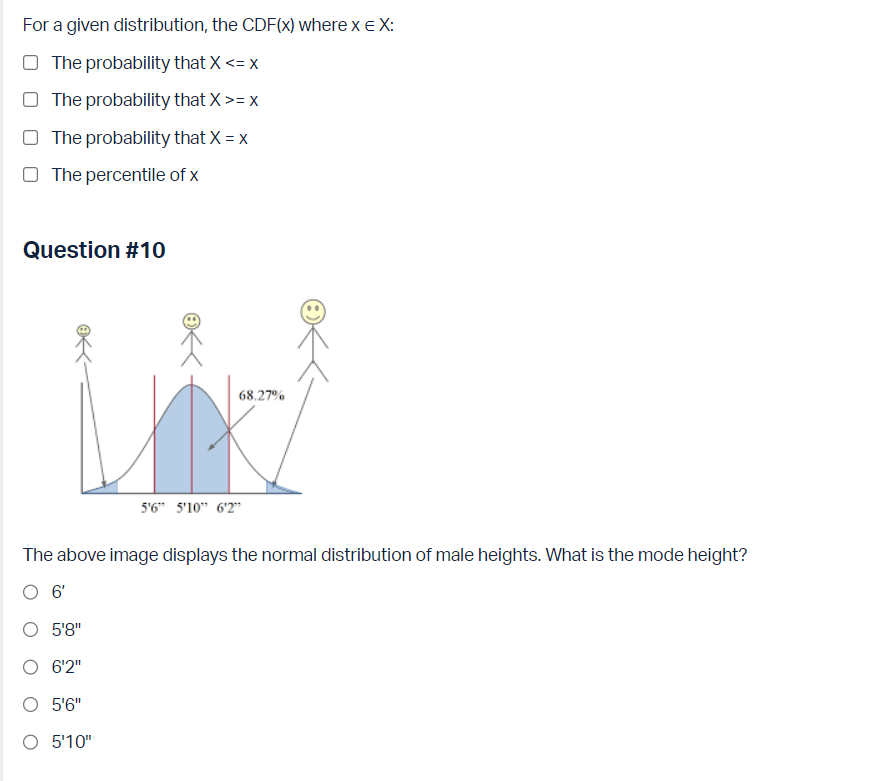 For a given distribution, the CDF(x) where x ∈ X:
The probability that X <= x
The probability that X >= x
The probability that X = x
The percentile of x
Question #10
68.27%
5'6" 5'10" 6'2"
The above image displays the normal distribution of male heights. What is the mode height?
6'
5'8"
6'2"
5'6"
5'10"